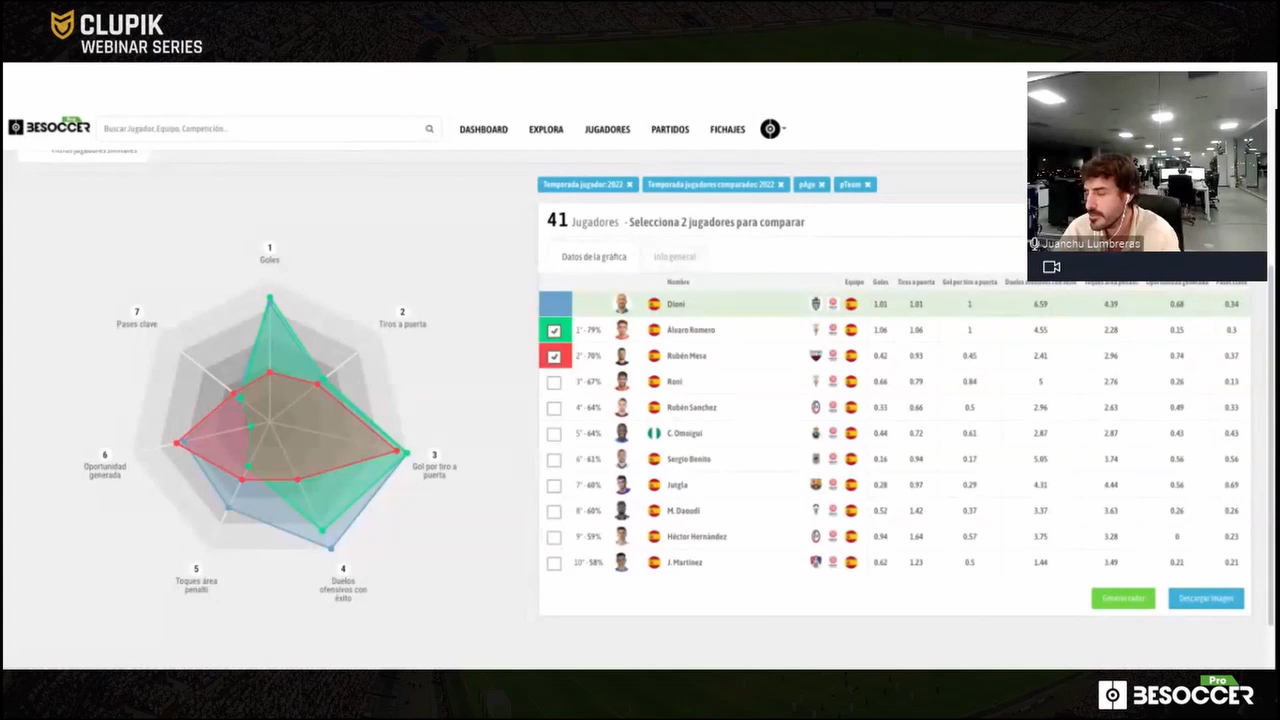 CLUPIK
WEBINAR SERIES
BESOCCER Pro
Buscar Jugador, Equipo, Competición...
DASHBOARD EXPLORA JUGADORES PARTIDOS FICHAJES
Temporada jugador: 2022 × Temporada jugadores comparados: 2022 × pAge × pTeam ×
41 Jugadores - Selecciona 2 jugadores para comparar
Juanchu Lumbreras
Datos de la gráfica Info general
Nombre Equipo Goles Tiros a puerta Gol por tiro a puerta
Dioni 1.01 1.01 1 6.59 4.39 0.68 0.34
1° - 79% Álvaro Romero 1.06 1.06 1 4.55 2.28 0.15 0.3
2° - 70% Rubén Mesa 0.42 0.93 0.45 2.41 2.96 0.74 0.37
3° - 67% Roni 0.66 0.79 0.84 5 2.76 0.26 0.13
4° - 64% Rubén Sanchez 0.33 0.66 0.5 2.96 2.63 0.49 0.33
5° - 64% C. Omoigui 0.44 0.72 0.61 2.87 2.87 0.43 0.43
6° - 61% Sergio Benito 0.16 0.94 0.17 5.05 3.74 0.56 0.56
7° - 60% Jutgla 0.28 0.97 0.29 4.31 4.44 0.56 0.69
8° - 60% M. Daoudi 0.52 1.42 0.37 3.37 3.63 0.26 0.26
9° - 59% Héctor Hernández 0.94 1.64 0.57 3.75 3.28 0 0.23
10° - 58% J. Martínez 0.62 1.23 0.5 1.44 3.49 0.21 0.21
Generar radar Descargar imagen
1
Goles
2
Tiros a puerta
3
Gol por tiro a
puerta
4
Duelos
ofensivos con
éxito
5
Toques área
penalti
6
Oportunidad
generada
7
Pases clave
BESOCCER Pro